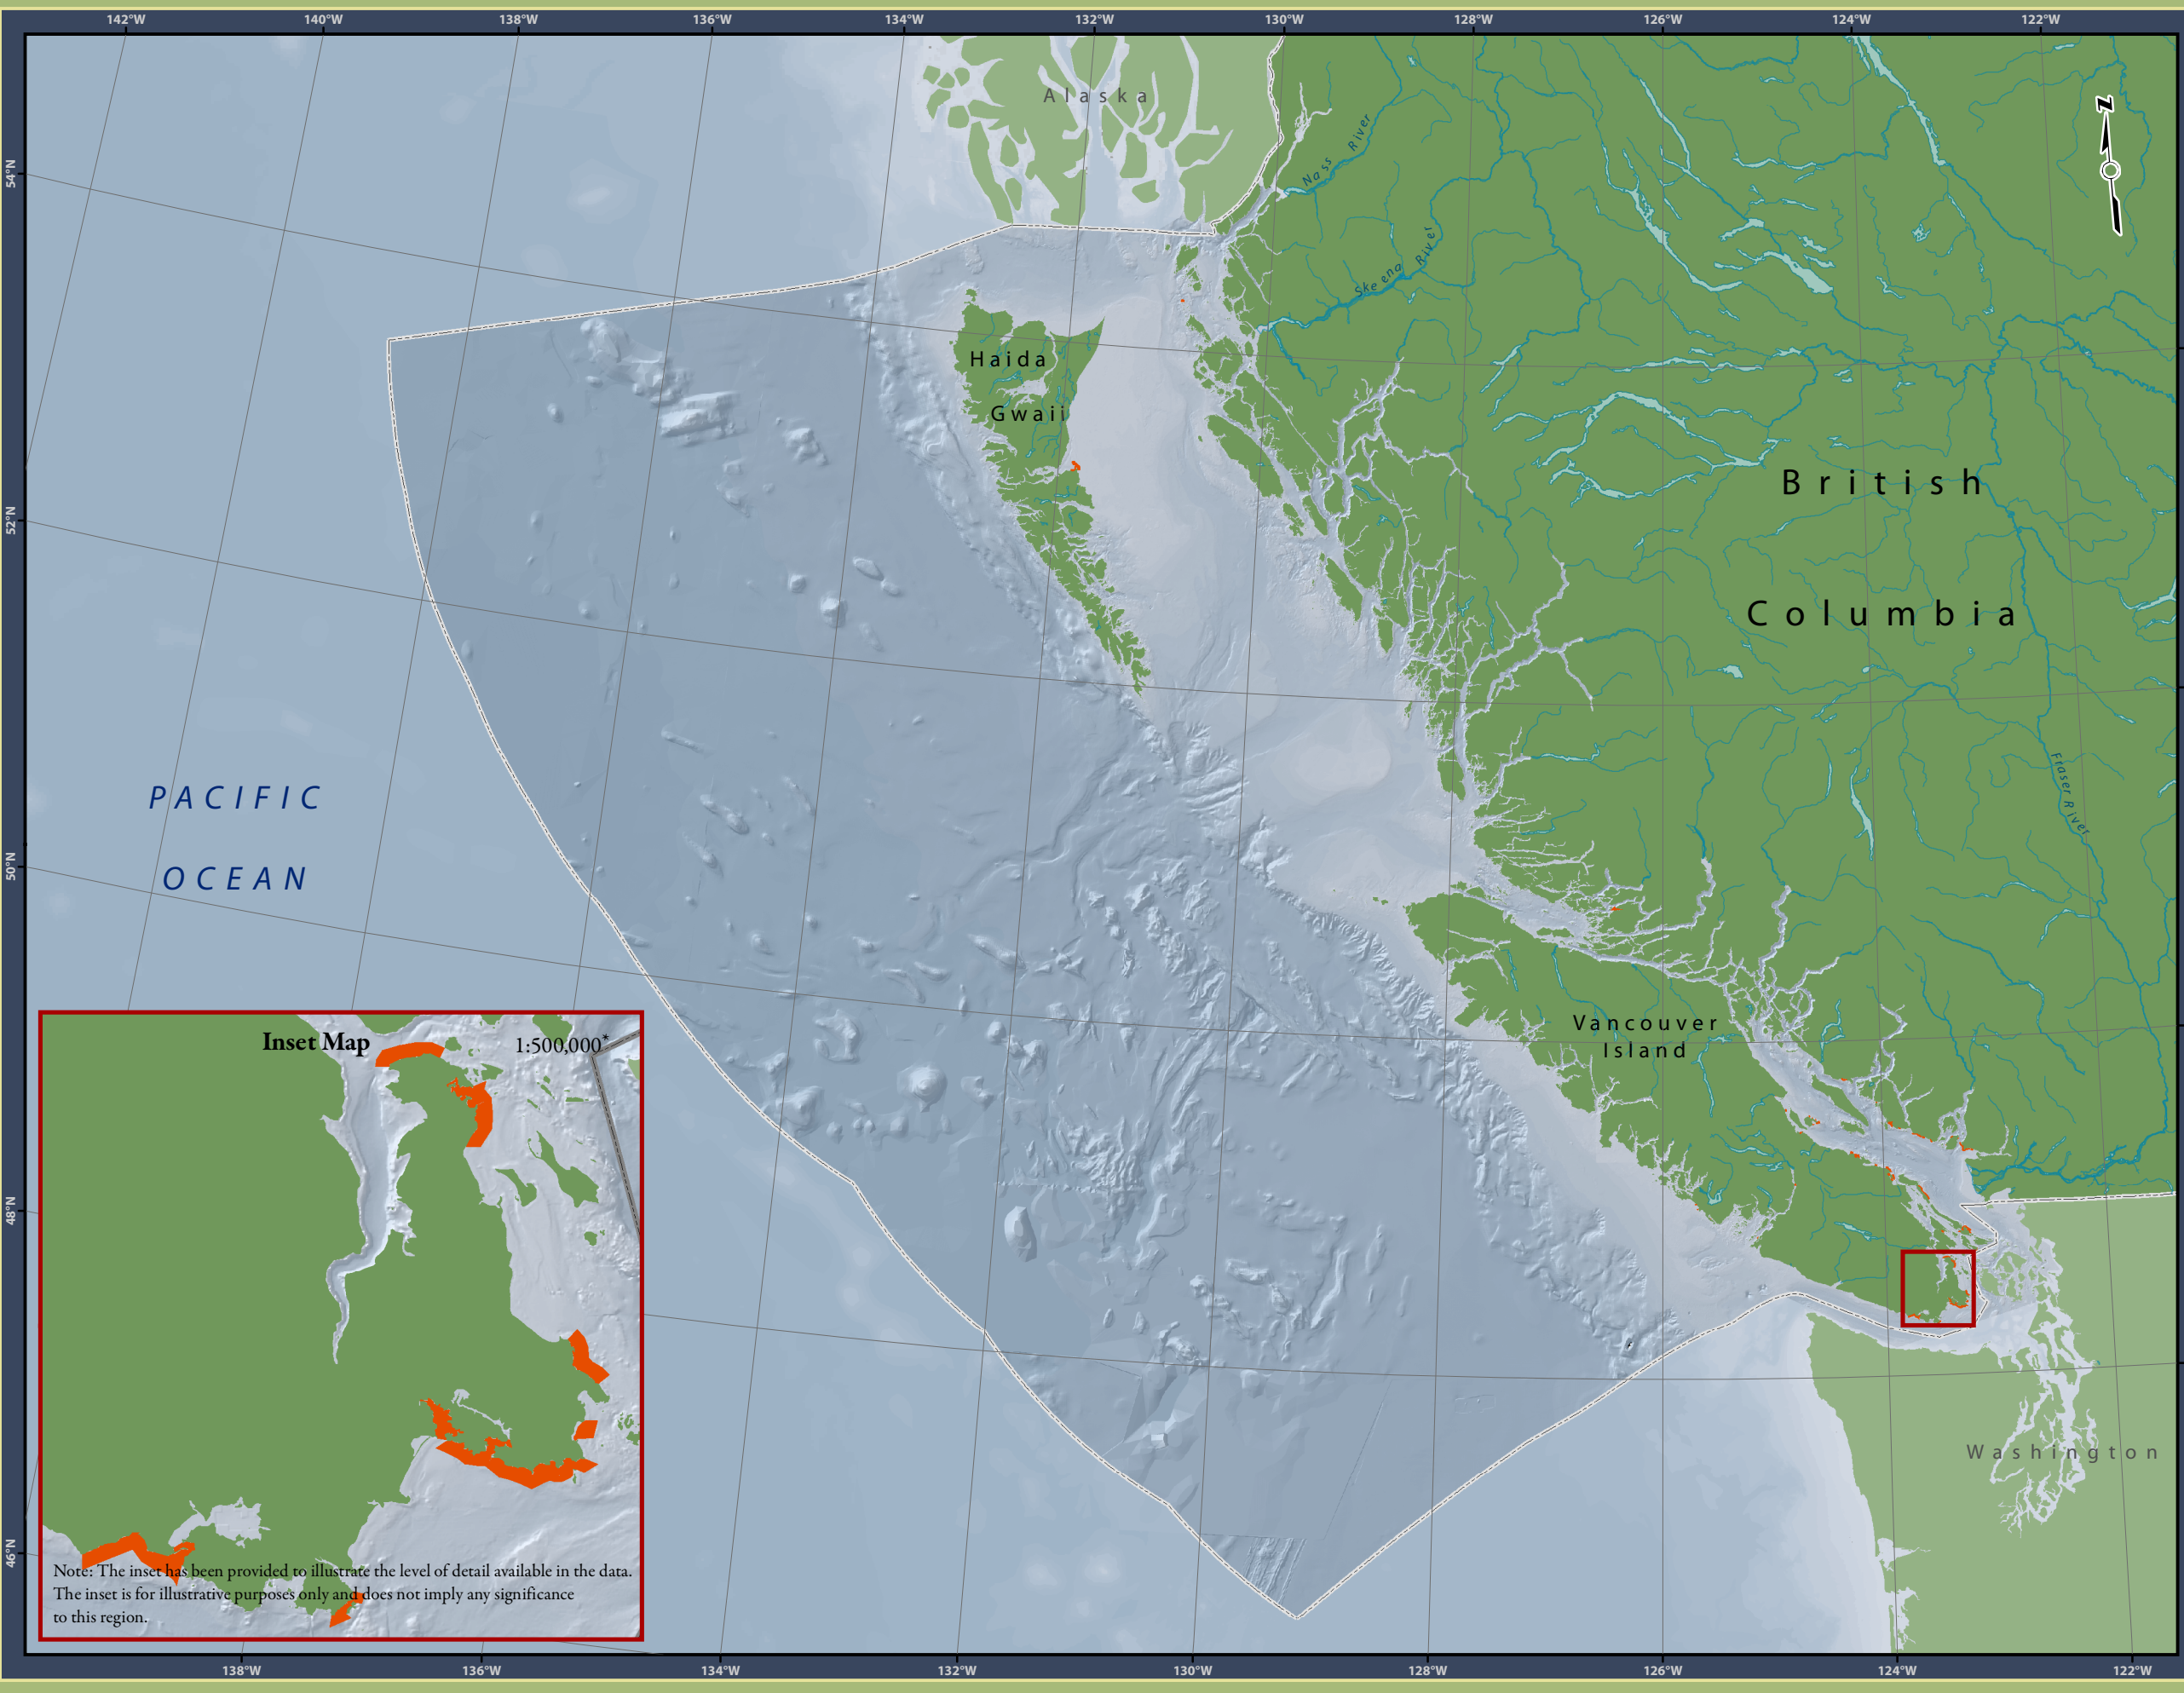 142°W 140°W 138°W 136°W 134°W 132°W 130°W 128°W 126°W 124°W 122°W
Alaska
N
Nass River
54°N
Skeena River
Haida
Gwaii
British
52°N
Columbia
PACIFIC
Fraser River
50°N
OCEAN
Vancouver
Island
Inset Map 1:500,000*
48°N
Washington
46°N
Note: The inset has been provided to illustrate the level of detail available in the data.
The inset is for illustrative purposes only and does not imply any significance
to this region.
138°W 136°W 134°W 132°W 130°W 128°W 126°W 124°W 122°W